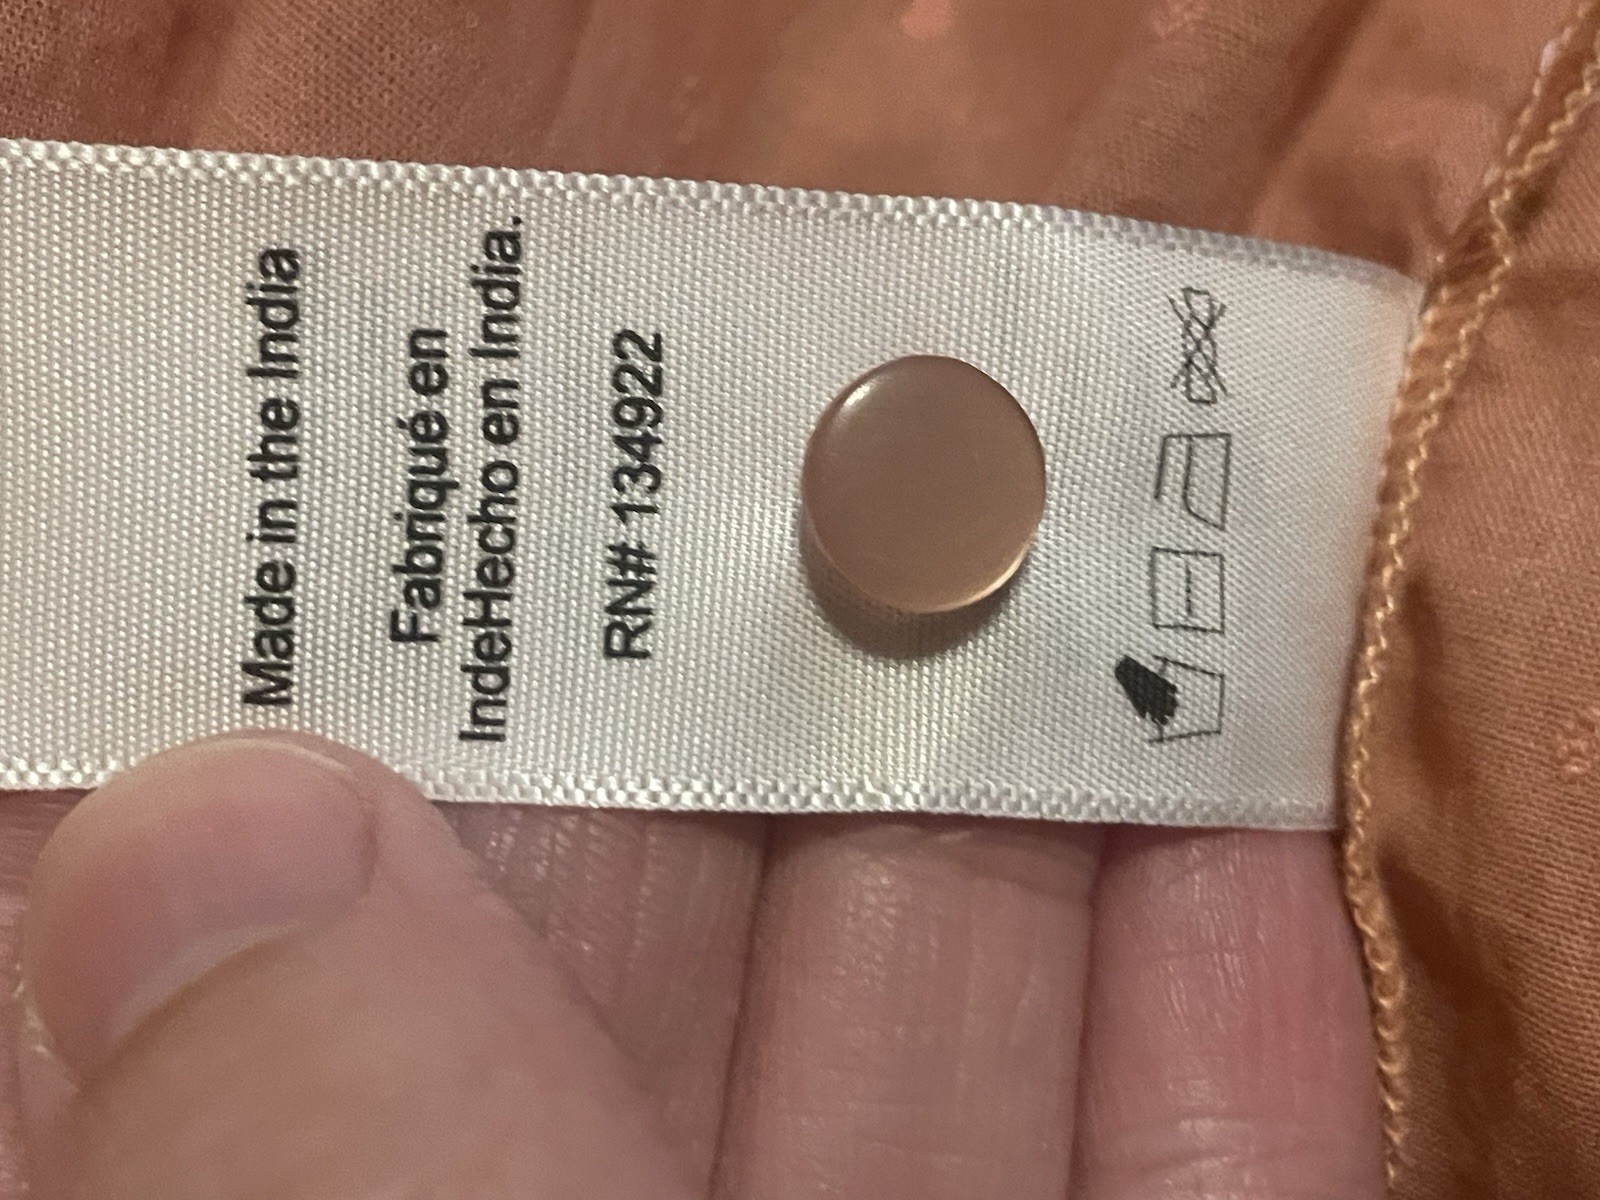 Made in the India
Fabriqué en
IndeHecho en India.
RN# 134922